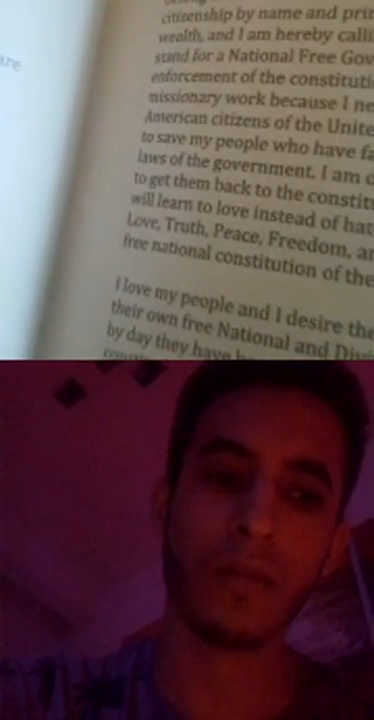 are
citizenship by name and prin
wealth, and I am hereby calli
stand for a National Free Gov
enforcement of the constituti
missionary work because I ne
American citizens of the Unite
to save my people who have fa
laws of the government. I am d
to get them back to the constit
will learn to love instead of hat
Love, Truth, Peace, Freedom, an
free national constitution of the
I love my people and I desire the
their own free National and Divi
by day they have